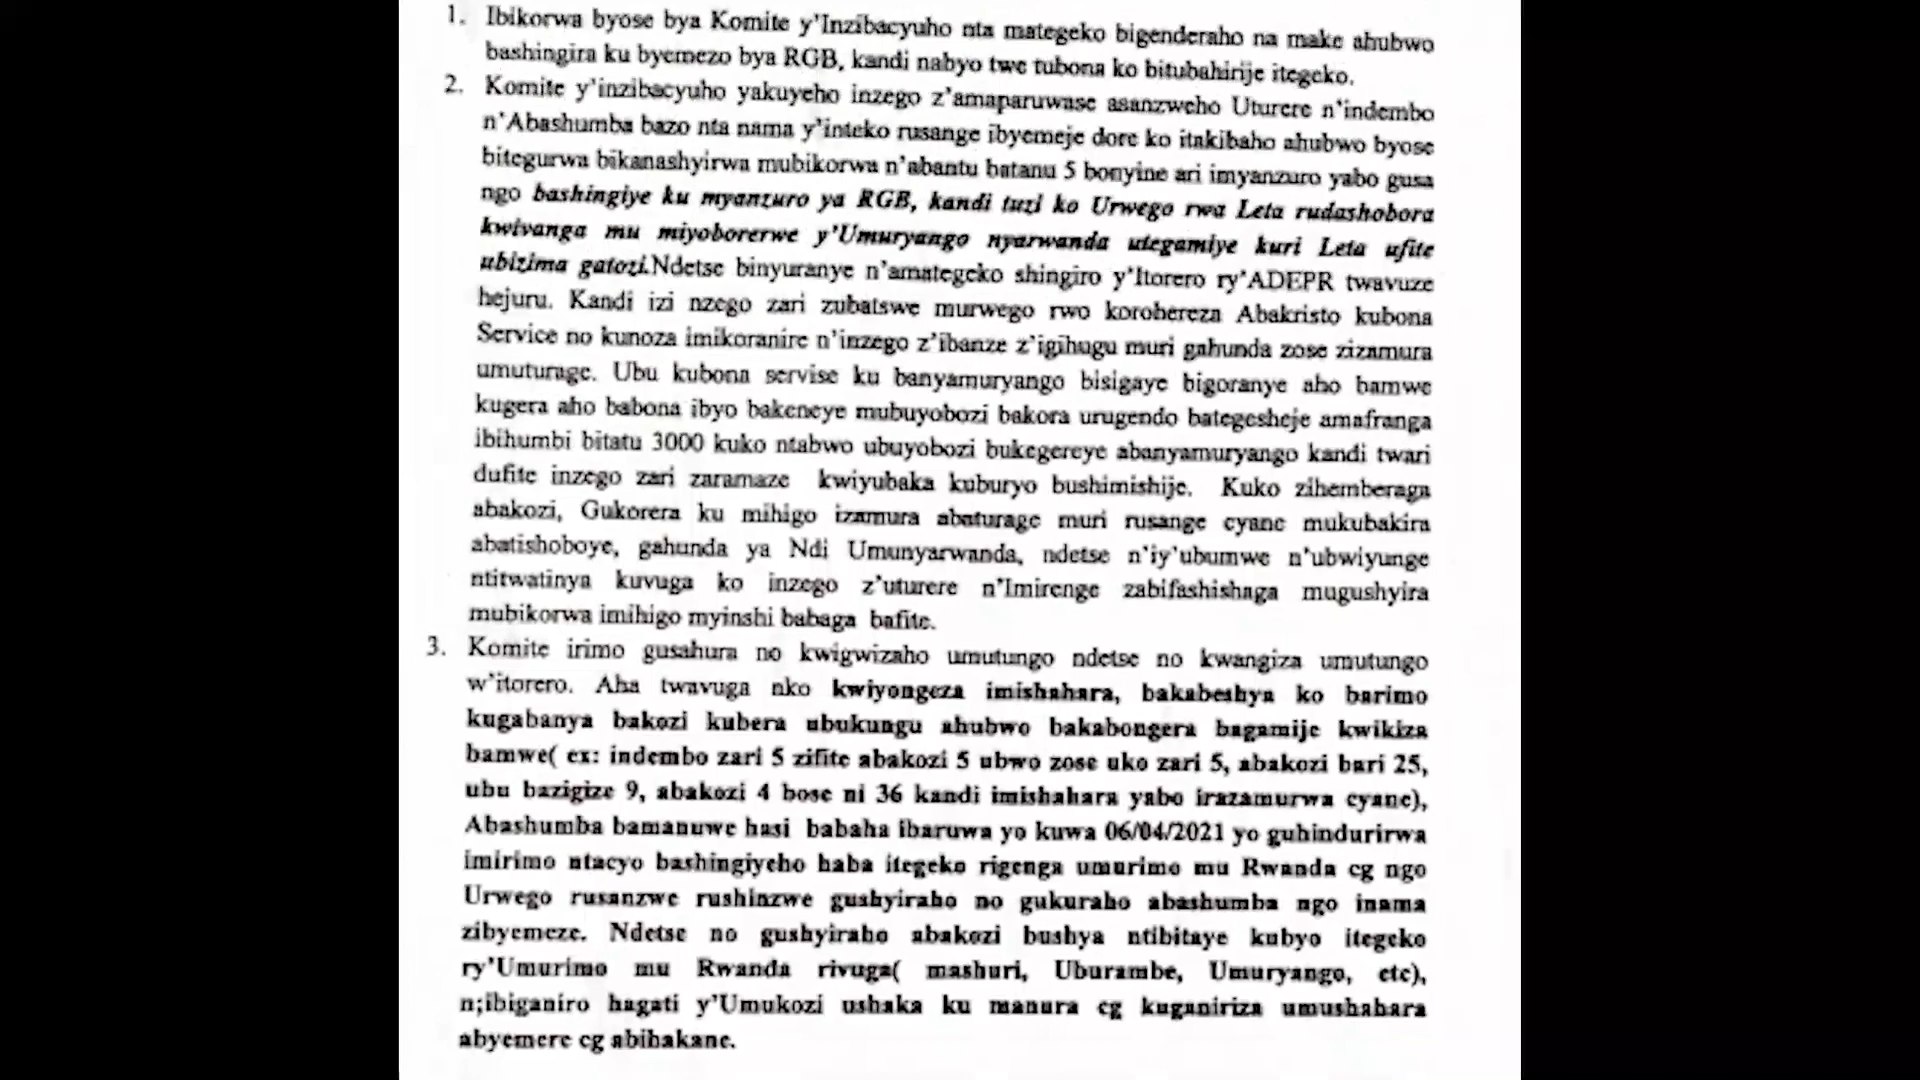 1. Ibikorwa byose bya Komite y'Inzibacyuho nta mategeko bigenderaho na make ahubwo
bashingira ku byemezo bya RGB, kandi nabyo twe tubona ko bitubahirije itegeko.
2. Komite y'inzibacyuho yakuyeho inzego z'amaparuwase asanzweho Uturere n'indembo
n'Abashumba bazo nta nama y'inteko rusange ibyemeje dore ko itakibaho ahubwo byose
bitegurwa bikanashyirwa mubikorwa n'abantu batanu 5 bonyine ari imyanzuro yabo gusa
ngo bashingiye ku myanzuro ya RGB, kandi tuzi ko Urwego rwa Leta rudashobora
kwivanga mu miyoborerwe y'Umuryango nyarwanda utegamiye kuri Leta ufite
ubizima gatozi.Ndetse binyuranye n'amategeko shingiro y'Itorero ry'ADEPR twavuze
hejuru. Kandi izi nzego zari zubatswe murwego rwo korohereza Abakristo kubona
Service no kunoza imikoranire n'inzego z'ibanze z'igihugu muri gahunda zose zizamura
umuturage. Ubu kubona servise ku banyamuryango bisigaye bigoranye aho bamwe
kugera aho babona ibyo bakeneye mubuyobozi bakora urugendo bategesheje amafranga
ibihumbi bitatu 3000 kuko ntabwo ubuyobozi bukegereye abanyamuryango kandi twari
dufite inzego zari zaramaze kwiyubaka kuburyo bushimishije. Kuko zihemberaga
abakozi, Gukorera ku mihigo izamura abaturage muri rusange cyane mukubakira
abatishoboye, gahunda ya Ndi Umunyarwanda, ndetse n'iy'ubumwe n'ubwiyunge
ntitwatinya kuvuga ko inzego z'uturere n'Imirenge zabifashishaga mugushyira
mubikorwa imihigo myinshi babaga bafite.
3. Komite irimo gusahura no kwigwizaho umutungo ndetse no kwangiza umutungo
w'itorero. Aha twavuga nko kwiyongeza imishahara, bakabeshya ko barimo
kugabanya bakozi kubera ubukungu ahubwo bakabongera bagamije kwikiza
bamwe( ex: indembo zari 5 zifite abakozi 5 ubwo zose uko zari 5, abakozi bari 25,
ubu bazigize 9, abakozi 4 bose ni 36 kandi imishahara yabo irazamurwa cyane),
Abashumba bamanuwe hasi babaha ibaruwa yo kuwa 06/04/2021 yo guhindurirwa
imirimo ntacyo bashingiyeho haba itegeko rigenga umurimo mu Rwanda cg ngo
Urwego rusanzwe rushinzwe gushyiraho no gukuraho abashumba ngo inama
zibyemeze. Ndetse no gushyiraho abakozi bushya ntibitaye kubyo itegeko
ry'Umurimo mu Rwanda rivuga( mashuri, Uburambe, Umuryango, etc),
n;ibiganiro hagati y'Umukozi ushaka ku manura cg kuganiriza umushahara
abyemere cg abihakane.